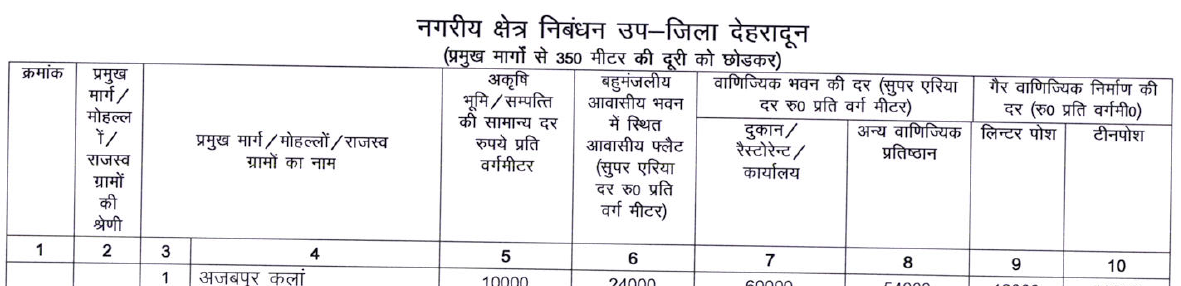 नगरीय क्षेत्र निबंधन उप–जिला देहरादून
(प्रमुख मार्गों से 350 मीटर की दूरी को छोडकर)
क्रमांक
प्रमुख
मार्ग/
मोहल्ल
ों/
राजस्व
ग्रामों
की
श्रेणी
प्रमुख मार्ग/मोहल्लों/राजस्व
ग्रामों का नाम
अकृषि
भूमि/सम्पत्ति
की सामान्य दर
रुपये प्रति
वर्गमीटर
बहुमंजलीय
आवासीय भवन
में स्थित
आवासीय फ्लैट
(सुपर एरिया
दर रु0 प्रति
वर्ग मीटर)
वाणिज्यिक भवन की दर (सुपर एरिया
दर रु0 प्रति वर्ग मीटर)
दुकान/
रैस्टोरेन्ट/
कार्यालय
अन्य वाणिज्यिक
प्रतिष्ठान
गैर वाणिज्यिक निर्माण की
दर (रु0 प्रति वर्गमी0)
लिन्टर पोश
टीनपोश
1 2 3 4 5 6 7 8 9 10
1 अजबपुर कलां 10000 24000